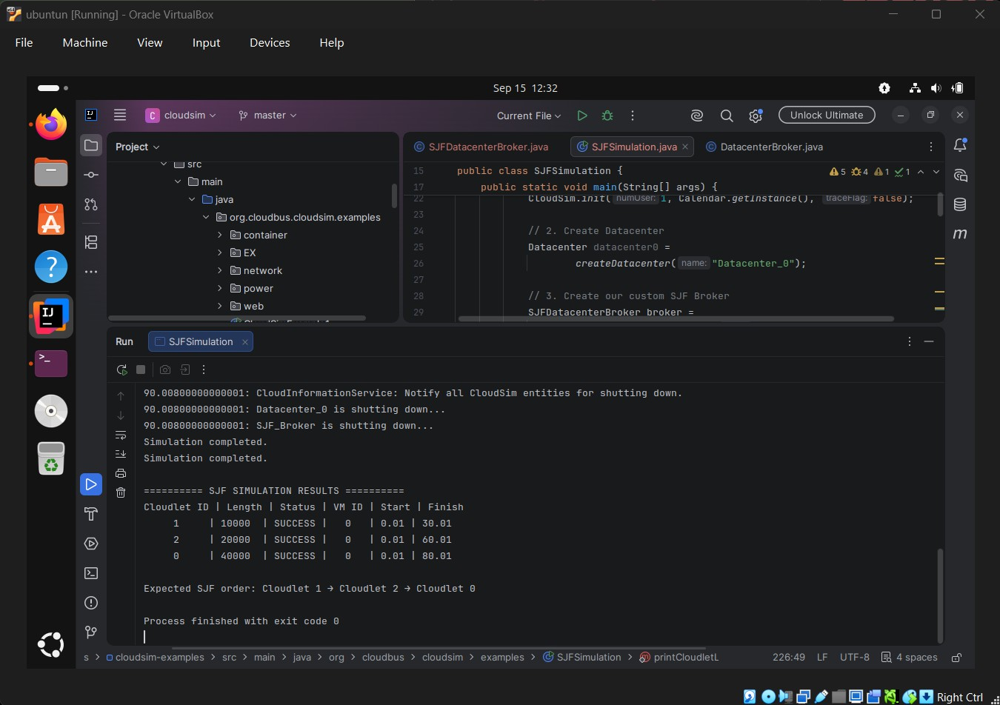 ubuntun [Running] - Oracle VirtualBox
File Machine View Input Devices Help
Sep 15 12:32
IJ
C cloudsim master Current File Unlock Ultimate
Project
src
main
java
org.cloudbus.cloudsim.examples
container
EX
network
power
web
SJFDatacenterBroker.java SJFSimulation.java DatacenterBroker.java
15 public class SJFSimulation { 5 4 1 1
17 public static void main(String[] args) {
22 CloudSim.init( numUser: 1, Calendar.getInstance(), traceFlag: false);
23
24 // 2. Create Datacenter
25 Datacenter datacenter0 =
26 createDatacenter( name: "Datacenter_0");
27
28 // 3. Create our custom SJF Broker
29 SJFDatacenterBroker broker =
m
Run SJFSimulation
90.00800000000001: CloudInformationService: Notify all CloudSim entities for shutting down.
90.00800000000001: Datacenter_0 is shutting down...
90.00800000000001: SJF_Broker is shutting down...
Simulation completed.
Simulation completed.
========== SJF SIMULATION RESULTS ==========
Cloudlet ID | Length | Status | VM ID | Start | Finish
1 | 10000 | SUCCESS | 0 | 0.01 | 30.01
2 | 20000 | SUCCESS | 0 | 0.01 | 60.01
0 | 40000 | SUCCESS | 0 | 0.01 | 80.01
Expected SJF order: Cloudlet 1 → Cloudlet 2 → Cloudlet 0
Process finished with exit code 0
s > cloudsim-examples > src > main > java > org > cloudbus > cloudsim > examples > SJFSimulation > printCloudletL 226:49 LF UTF-8 4 spaces
Right Ctrl